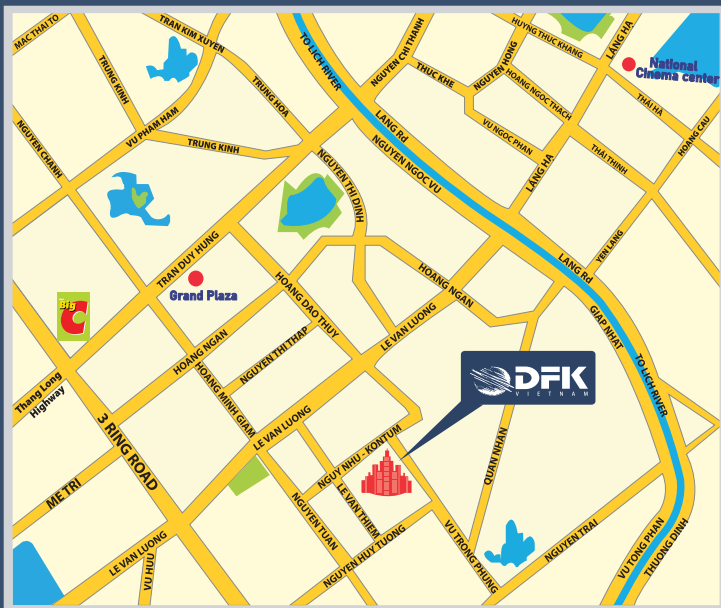 MAC THAI TO
TRAN KIM XUYEN
TO LICH RIVER
NGUYEN CHI THANH
HUYNG THUC KHANG
LANG HA
National
Cinema center
TRUNG KINH
TRUNG HOA
THUC KHE
NGUYEN HONG
HOANG NGOC THACH
THAI HA
HOANG CAU
VU PHAM HAM
TRUNG KINH
LANG Rd
NGUYEN NGOC VU
VU NGOC PHAN
THAI THINH
NGUYEN CHANH
NGUYEN THI DINH
LANG HA
YEN LANG
TRAN DUY HUNG
Grand Plaza
HOANG DAO THUY
HOANG NGAN
LANG Rd
Big
C
HOANG NGAN
NGUYEN THI THAP
LE VAN LUONG
GIAP NHAT
TO LICH RIVER
Thang Long
Highway
HOANG MINH GIAM
DFK
VIETNAM
3 RING ROAD
LE VAN LUONG
NGUY NHU - KONTUM
QUAN NHAN
ME TRI
LE VAN THIEM
NGUYEN TUAN
NGUYEN HUY TUONG
VU TRONG PHUNG
NGUYEN TRAI
VU TONG PHAN
THUONG DINH
LE VAN LUONG
VU HUU